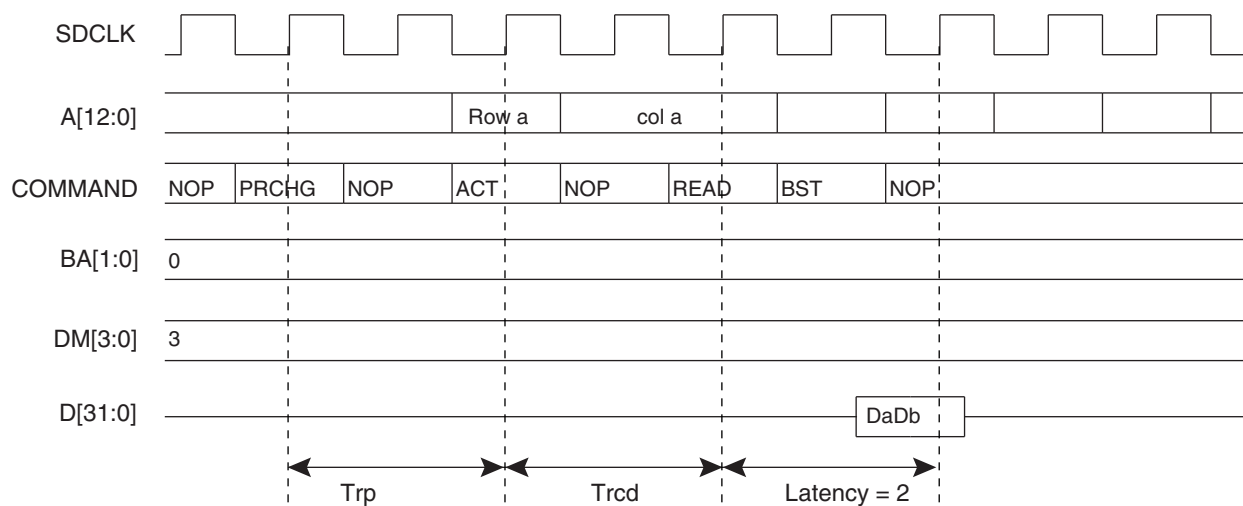 SDCLK
A[12:0] Row a col a
COMMAND NOP PRCHG NOP ACT NOP READ BST NOP
BA[1:0] 0
DM[3:0] 3
D[31:0] DaDb
Trp Trcd Latency = 2